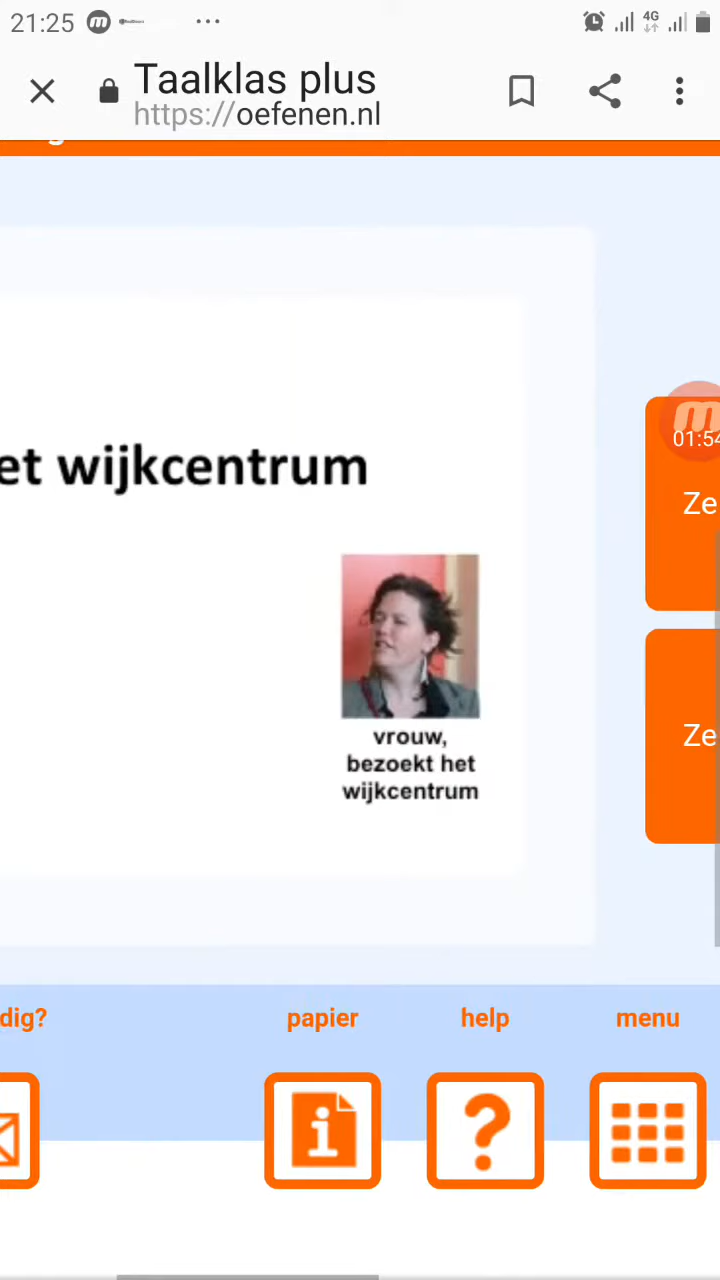 21:25
4G
Taalklas plus
https://oefenen.nl
et wijkcentrum
01:54
Ze
vrouw,
bezoekt het
wijkcentrum
Ze
dig?
papier
help
menu